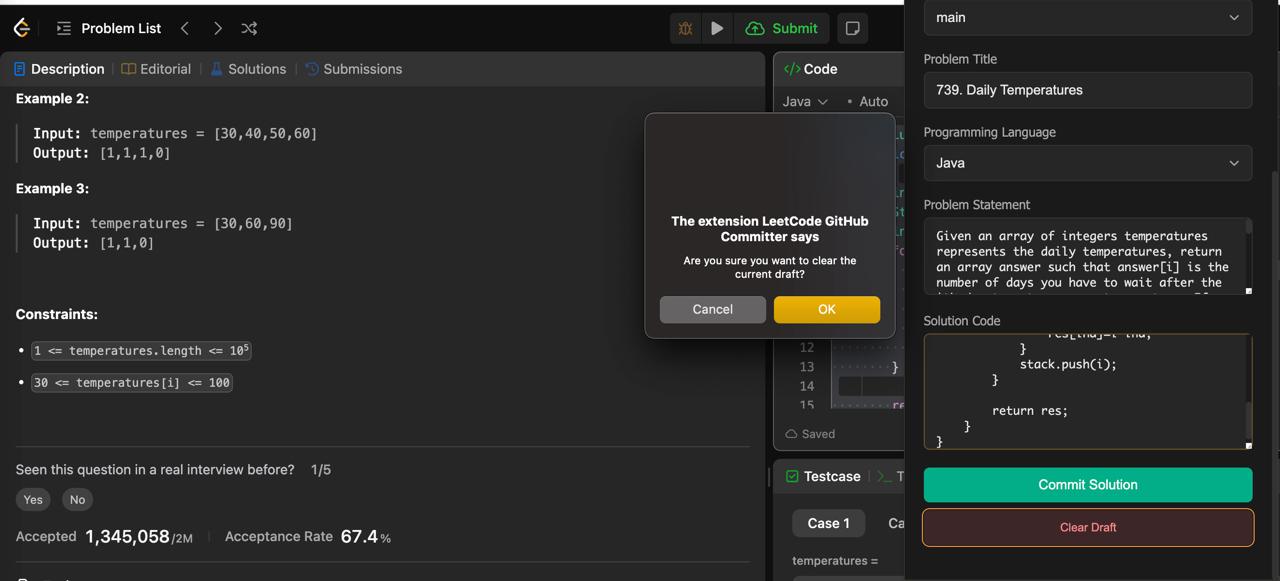 Problem List
Submit
Description
Editorial
Solutions
Submissions
Example 2:
Input: temperatures = [30,40,50,60]
Output: [1,1,1,0]
Example 3:
Input: temperatures = [30,60,90]
Output: [1,1,0]
Constraints:
• 1 <= temperatures.length <= 10⁵
• 30 <= temperatures[i] <= 100
Seen this question in a real interview before? 1/5
Yes
No
Accepted 1,345,058/2M
Acceptance Rate 67.4%
</> Code
Java
• Auto
12
13 }
14
15 re
Saved
Testcase
Case 1
Ca
temperatures =
The extension LeetCode GitHub
Committer says
Are you sure you want to clear the
current draft?
Cancel
OK
main
Problem Title
739. Daily Temperatures
Programming Language
Java
Problem Statement
Given an array of integers temperatures
represents the daily temperatures, return
an array answer such that answer[i] is the
number of days you have to wait after the
Solution Code
}
stack.push(i);
}
return res;
}
}
Commit Solution
Clear Draft